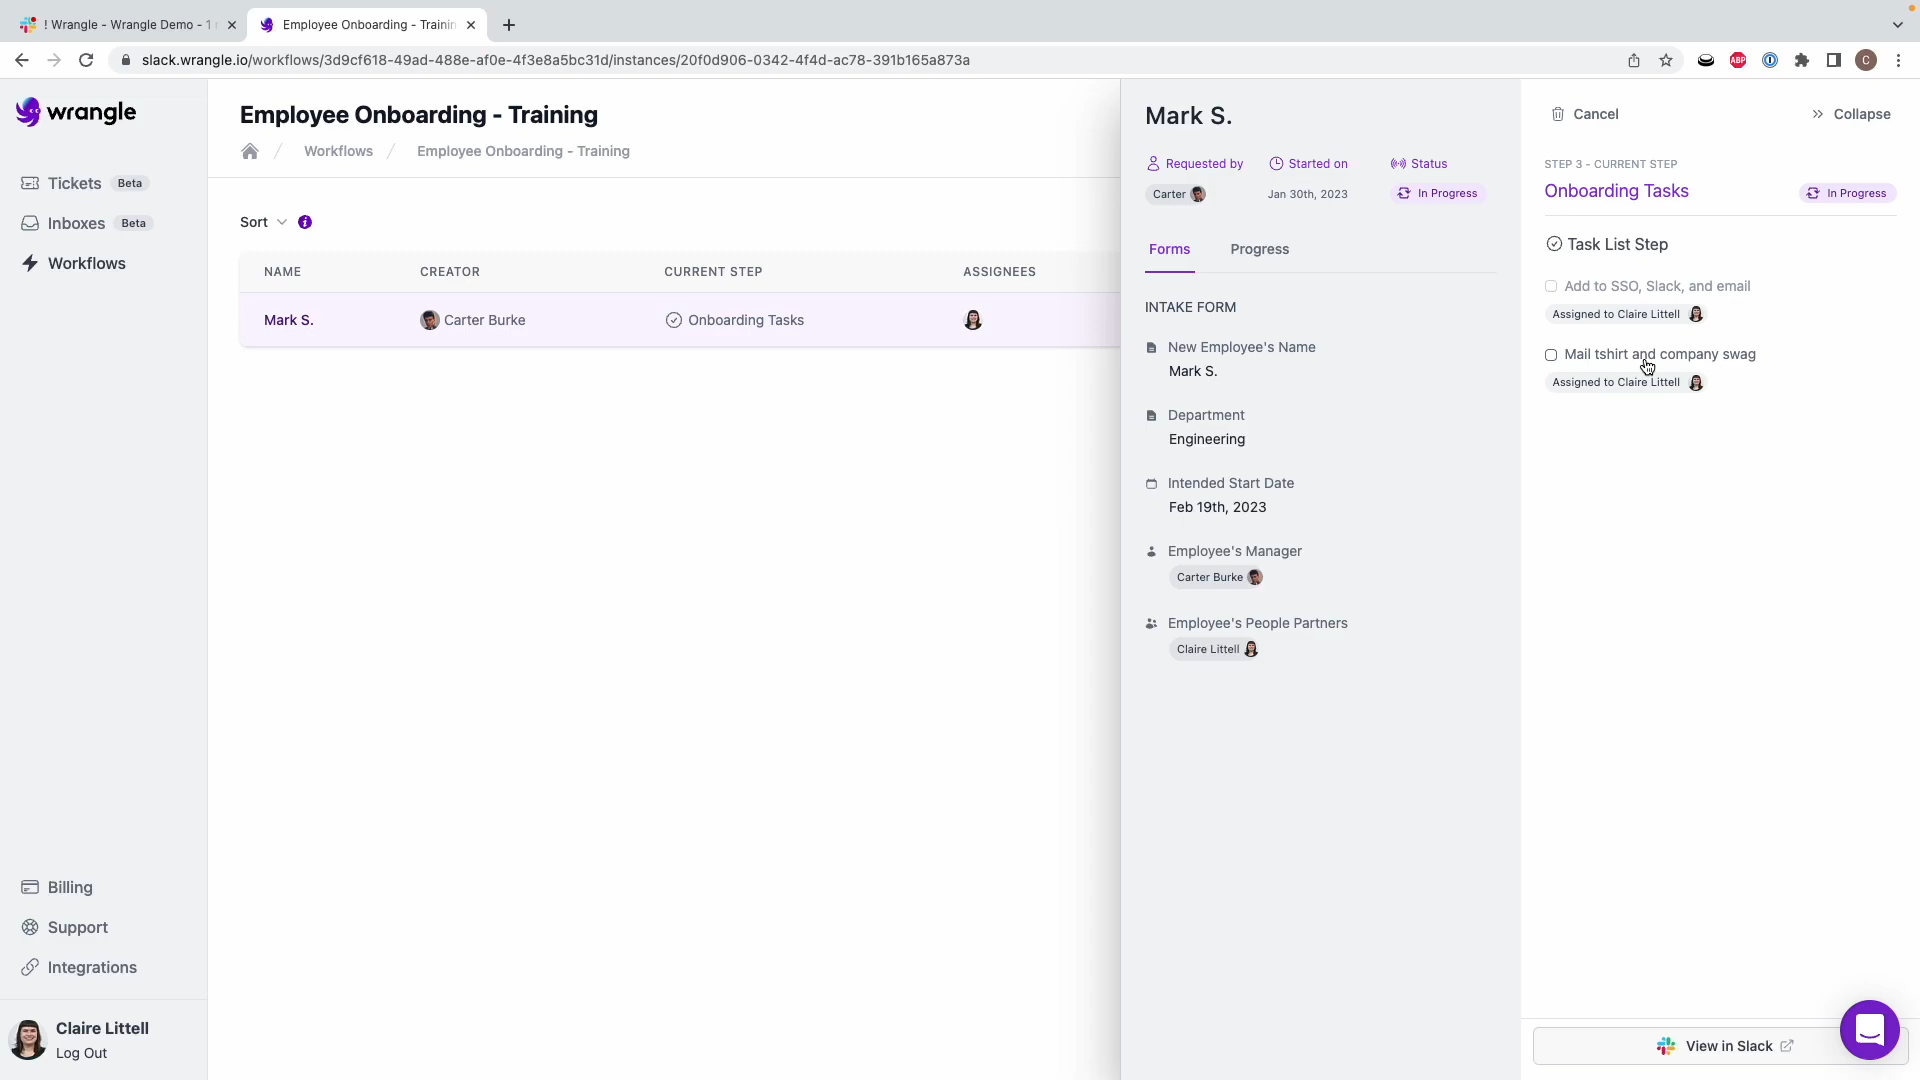 ! Wrangle - Wrangle Demo - 1
Employee Onboarding - Trainin
slack.wrangle.io/workflows/3d9cf618-49ad-488e-af0e-4f3e8a5bc31d/instances/20f0d906-0342-4f4d-ac78-391b165a873a
ABP
C
wrangle
Tickets Beta
Inboxes Beta
Workflows
Billing
Support
Integrations
Claire Littell
Log Out
Employee Onboarding - Training
/ Workflows / Employee Onboarding - Training
Sort
NAME CREATOR CURRENT STEP ASSIGNEES
Mark S. Carter Burke Onboarding Tasks
Mark S.
Requested by Started on Status
Carter Jan 30th, 2023 In Progress
Forms Progress
INTAKE FORM
New Employee's Name
Mark S.
Department
Engineering
Intended Start Date
Feb 19th, 2023
Employee's Manager
Carter Burke
Employee's People Partners
Claire Littell
Cancel Collapse
STEP 3 - CURRENT STEP
Onboarding Tasks In Progress
Task List Step
Add to SSO, Slack, and email
Assigned to Claire Littell
Mail tshirt and company swag
Assigned to Claire Littell
View in Slack